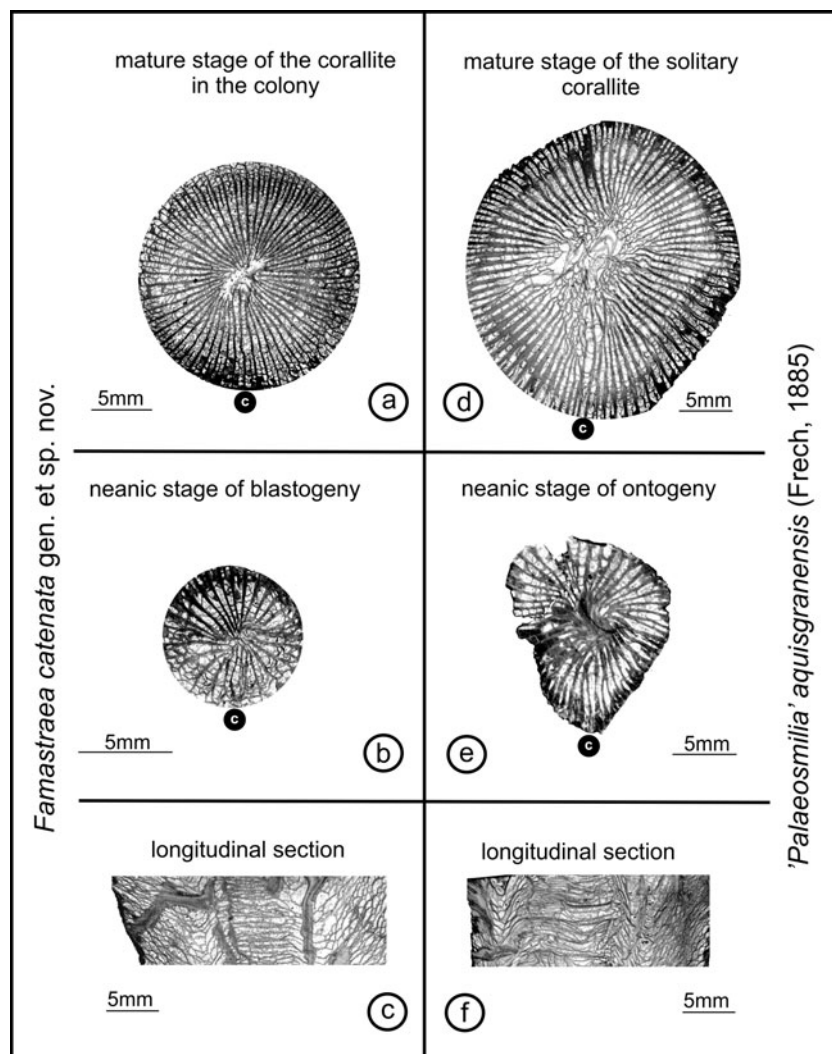 Famastraea catenata gen. et sp. nov.
mature stage of the corallite
in the colony
5mm
c
a
mature stage of the solitary
corallite
5mm
c
d
neanic stage of blastogeny
5mm
c
b
neanic stage of ontogeny
5mm
c
e
longitudinal section
5mm
c
longitudinal section
5mm
f
'Palaeosmilia' aquisgranensis (Frech, 1885)